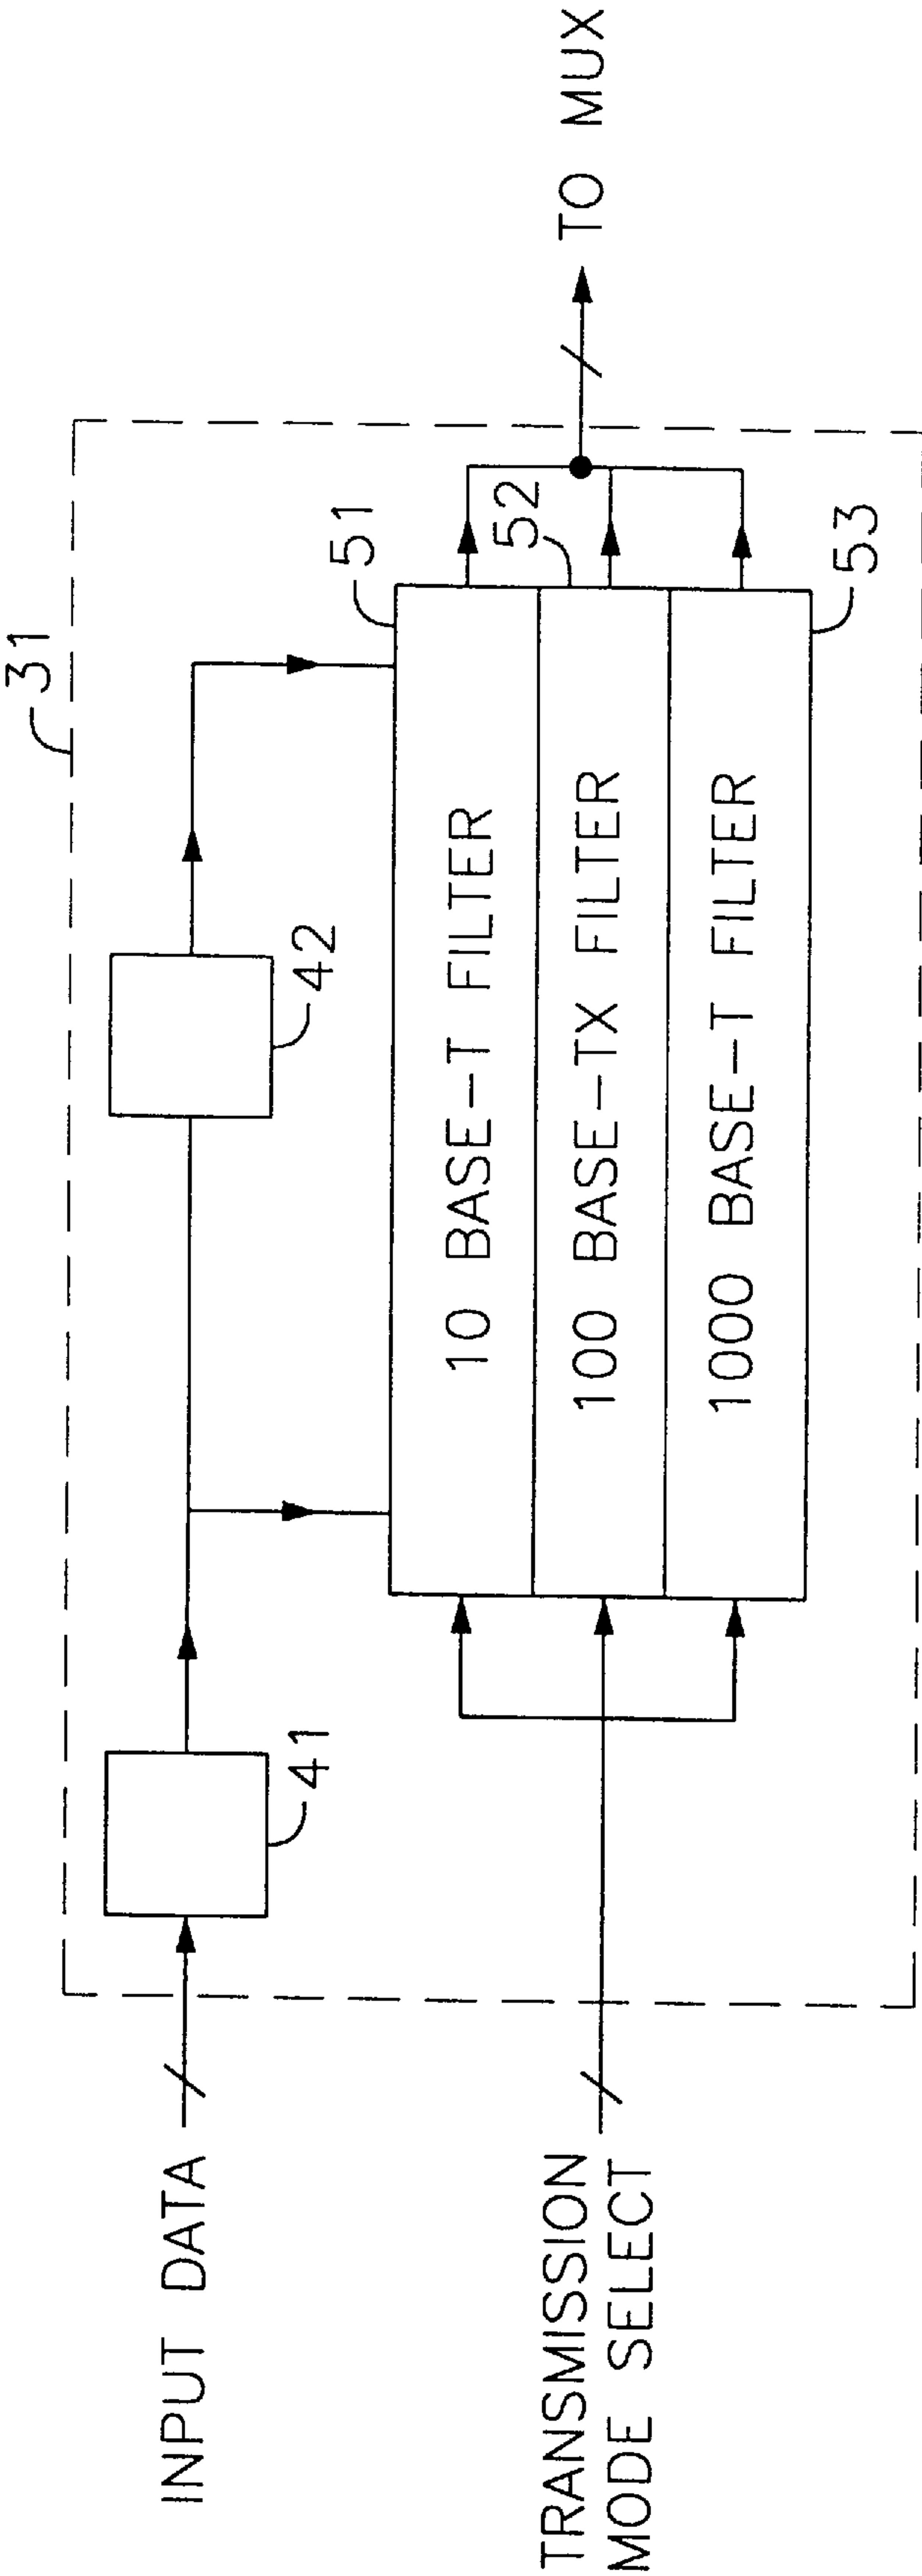 31
INPUT DATA
41
42
51
10 BASE-T FILTER
52
100 BASE-TX FILTER
1000 BASE-T FILTER
53
TRANSMISSION
MODE SELECT
TO MUX